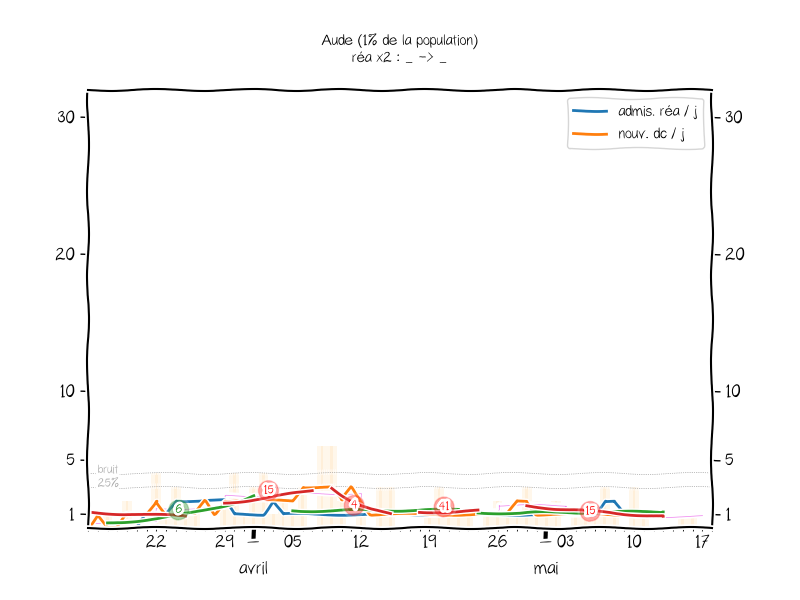 Aude (1% de la population)
réa x2 : _ -> _
admis. réa / j
nouv. dc / j
30 30
20 20
10 10
5 5
1 1
bruit
25%
6 15 4 41 15
22 29 05 12 19 26 03 10 17
avril mai